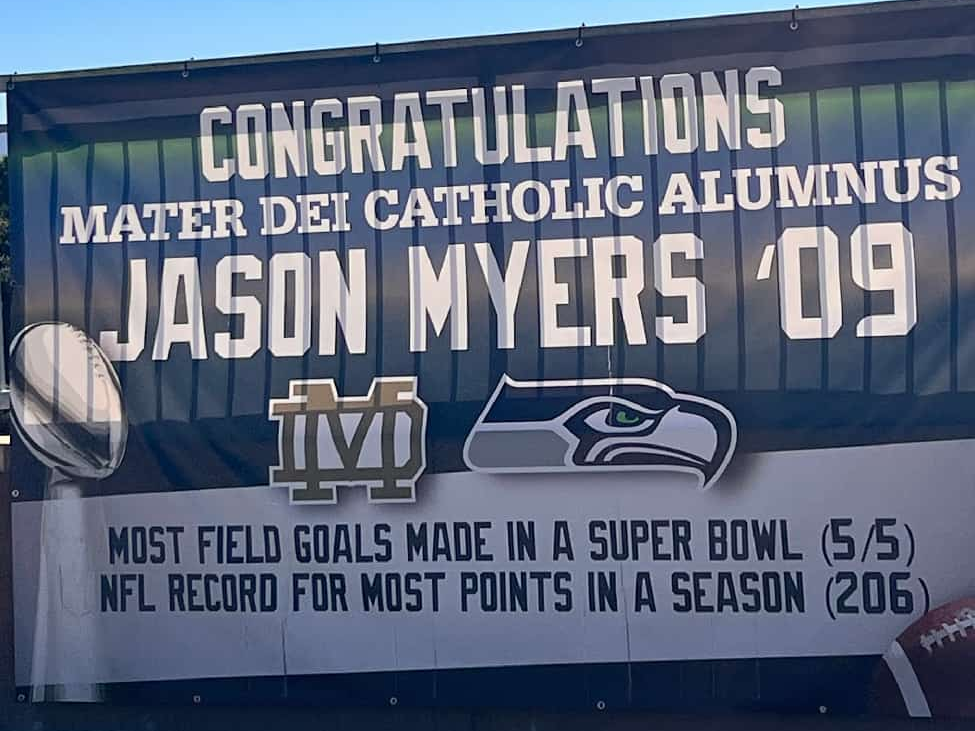 CONGRATULATIONS
MATER DEI CATHOLIC ALUMNUS
JASON MYERS '09
MD
MOST FIELD GOALS MADE IN A SUPER BOWL (5/5)
NFL RECORD FOR MOST POINTS IN A SEASON (206)